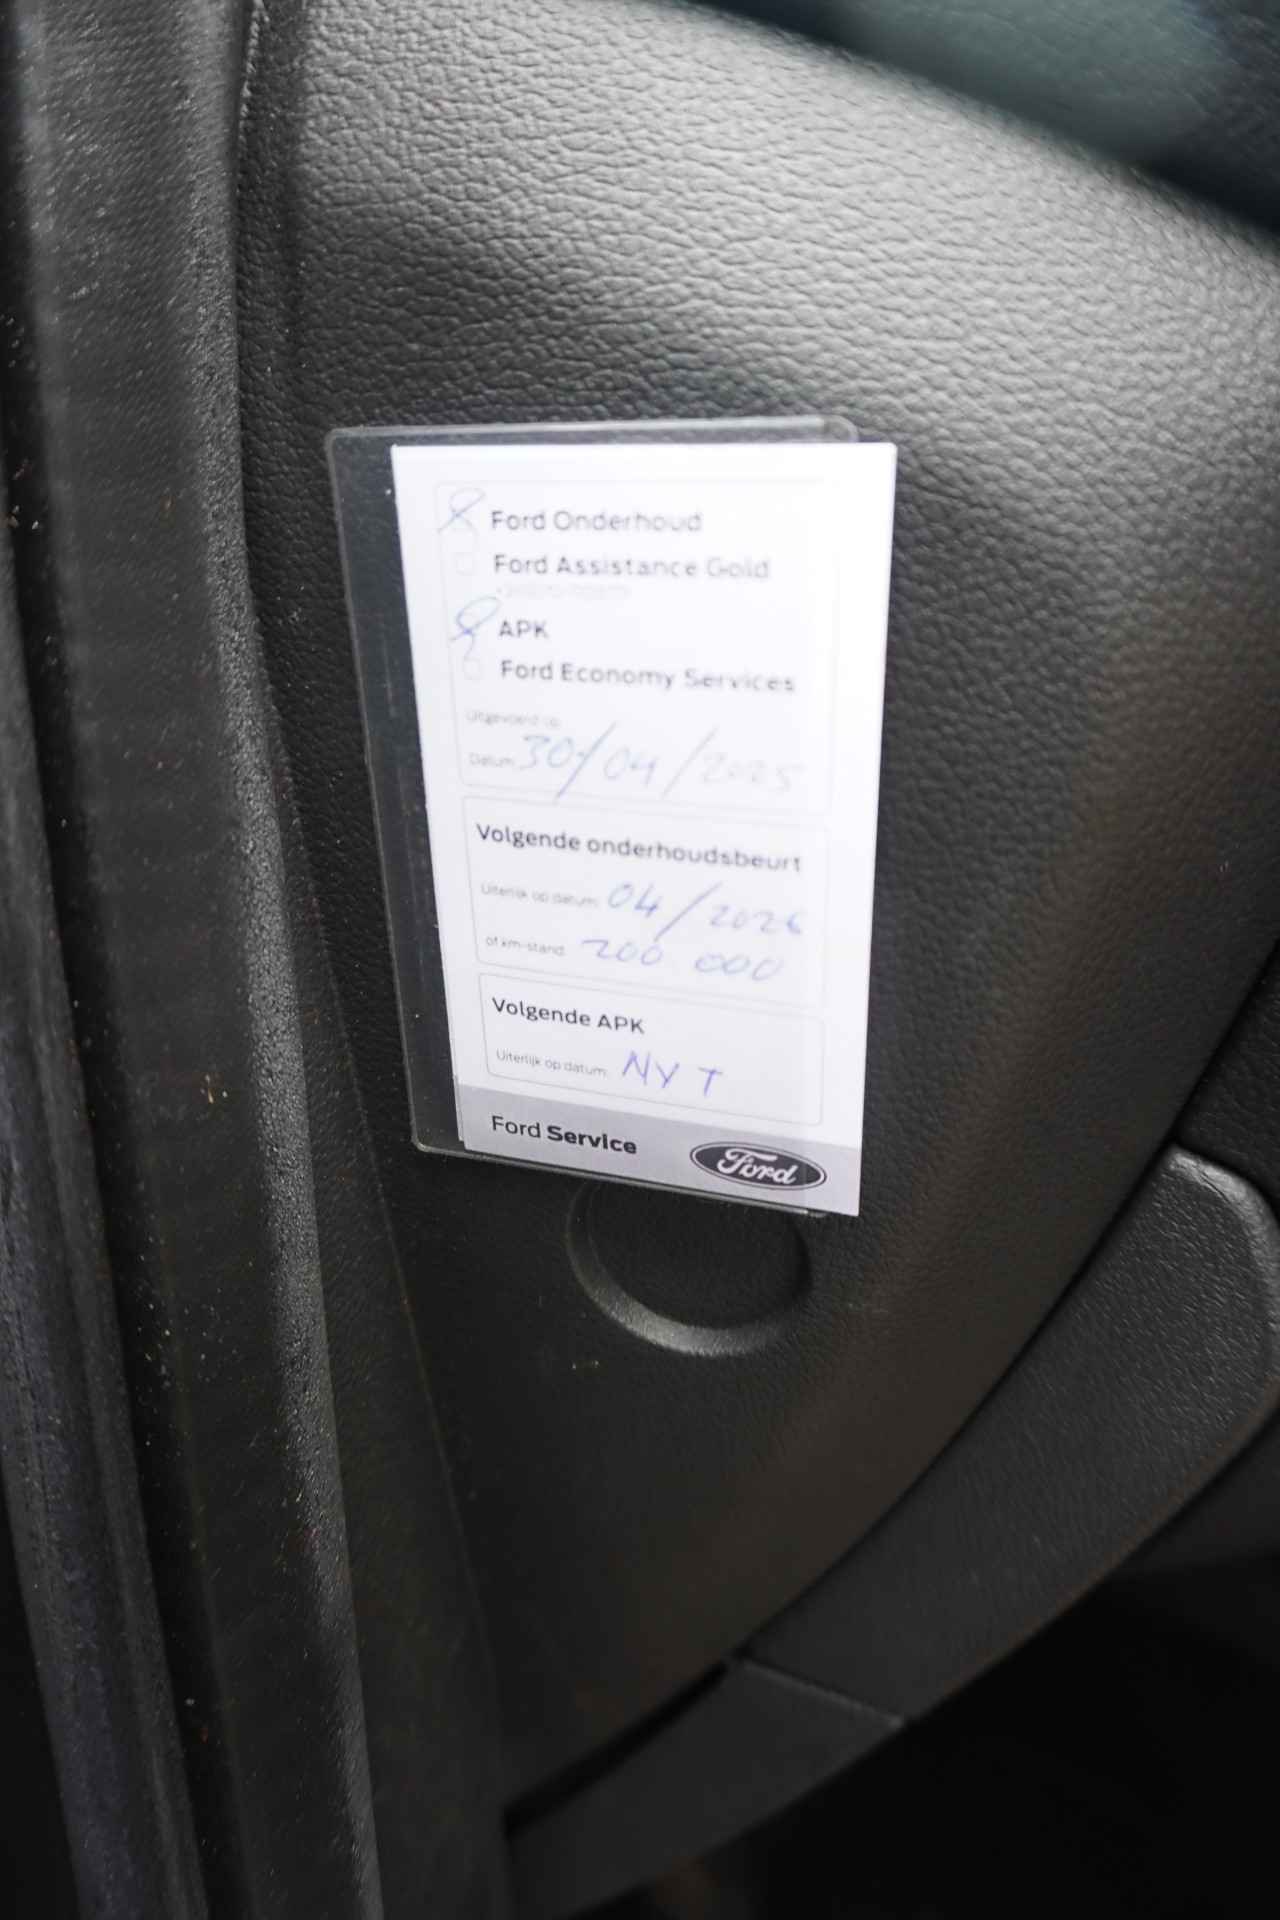 Ford Onderhoud
Ford Assistance Gold
APK
Ford Economy Services
Uitgevoerd op
Datum: 30/04/2025
Volgende onderhoudsbeurt
Uiterlijk op datum: 04/2026
of km-stand: 200 000
Volgende APK
Uiterlijk op datum: NVT
Ford Service
Ford